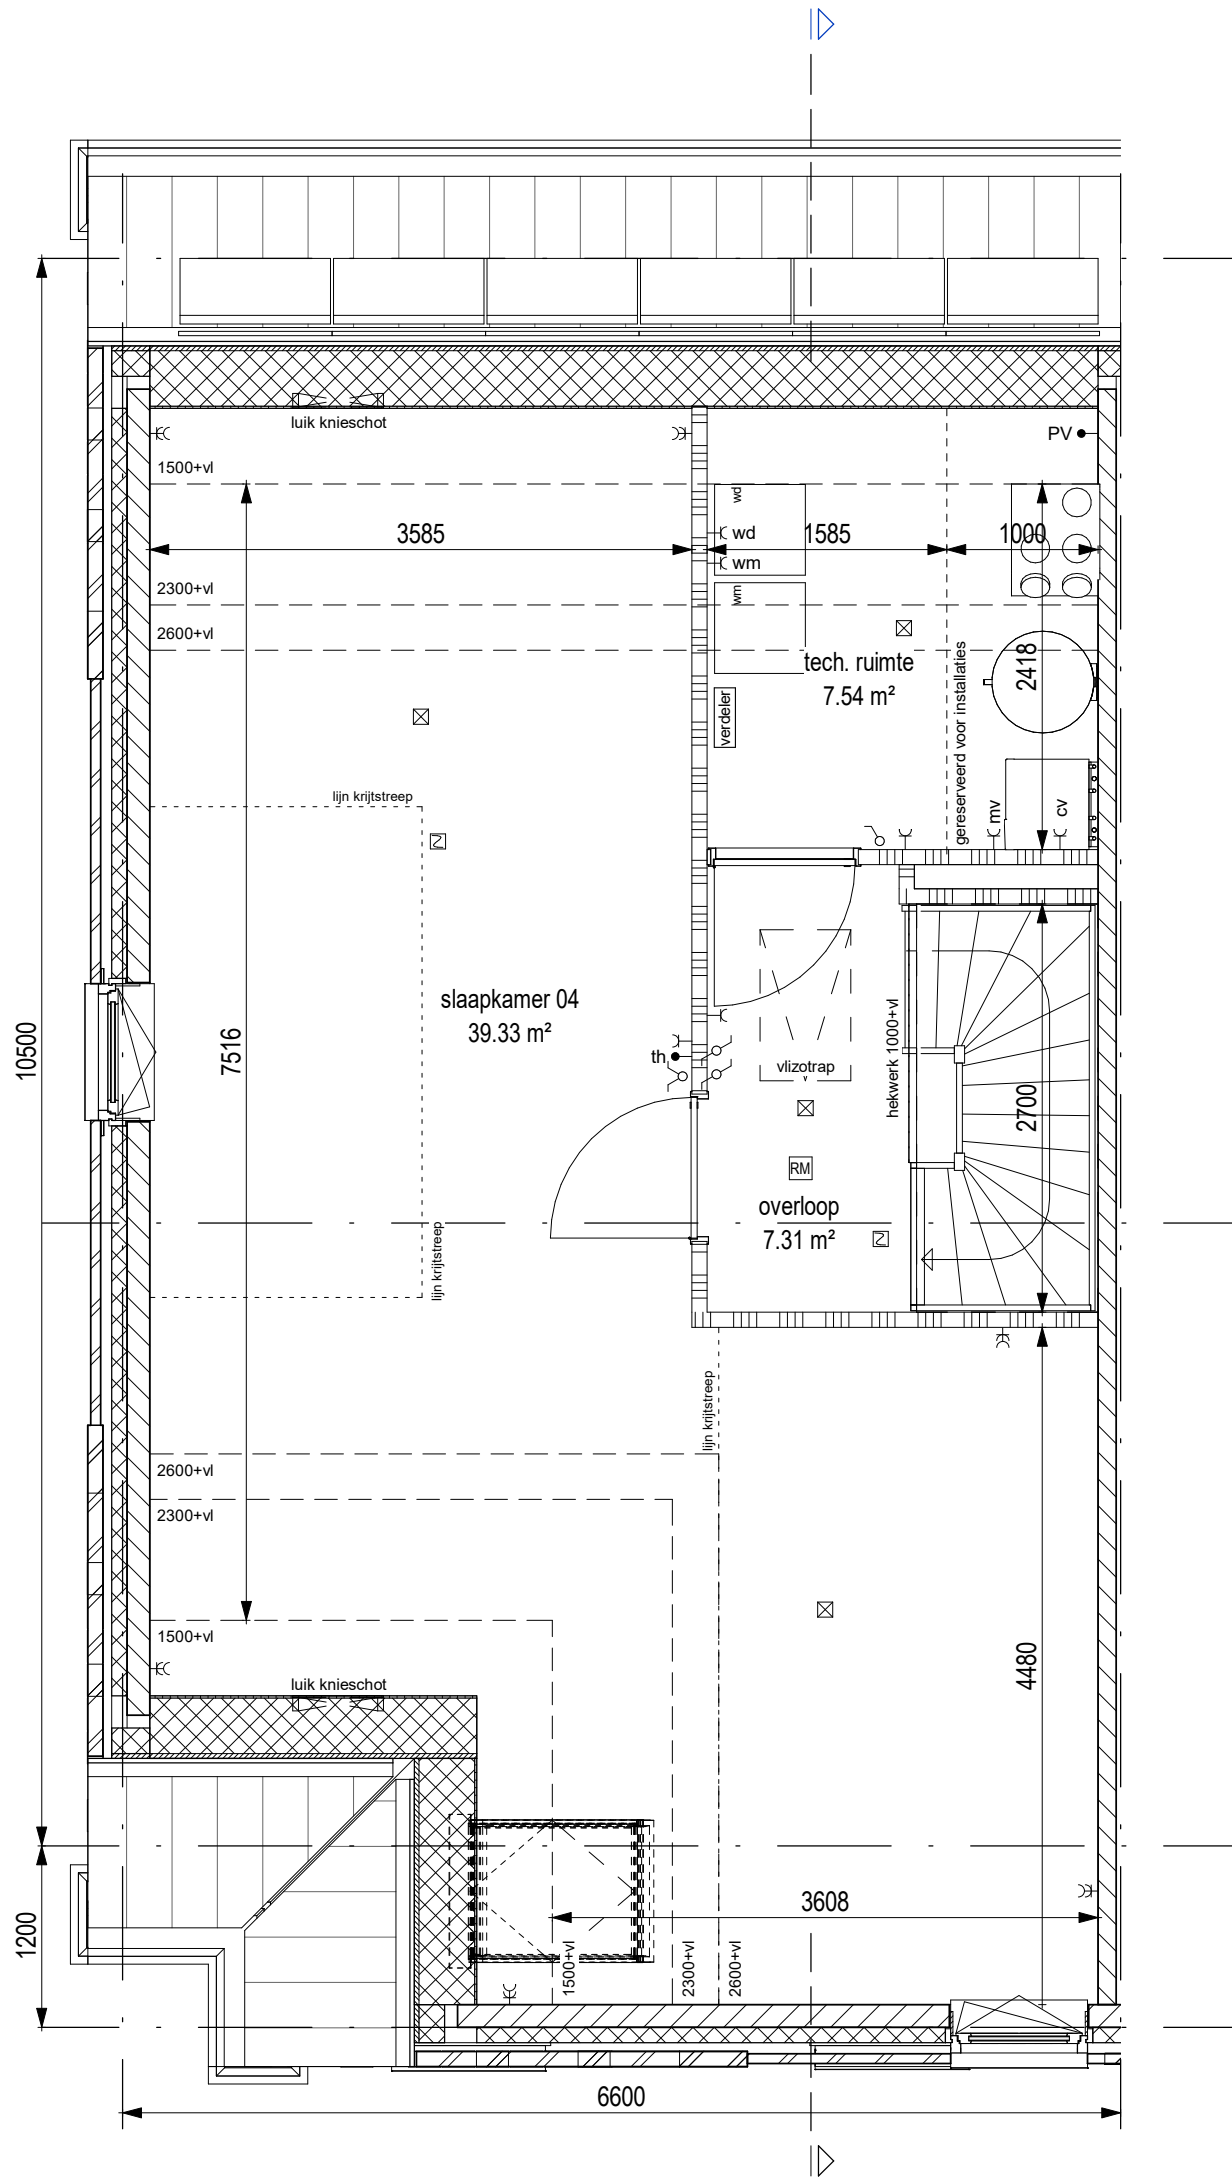 luik knieschot
PV
1500+vl
wd
3585
wd
1585
1000
wm
2300+vl
wm
2600+vl
tech. ruimte
7.54 m²
2418
gereserveerd voor installaties
verdeler
lijn krijtstreep
mv
cv
slaapkamer 04
39.33 m²
10500
7516
th
vlizotrap
hekwerk 1000+vl
2700
RM
overloop
7.31 m²
lijn krijtstreep
lijn krijtstreep
2600+vl
2300+vl
1500+vl
4480
luik knieschot
3608
1200
1500+vl
2300+vl
2600+vl
6600